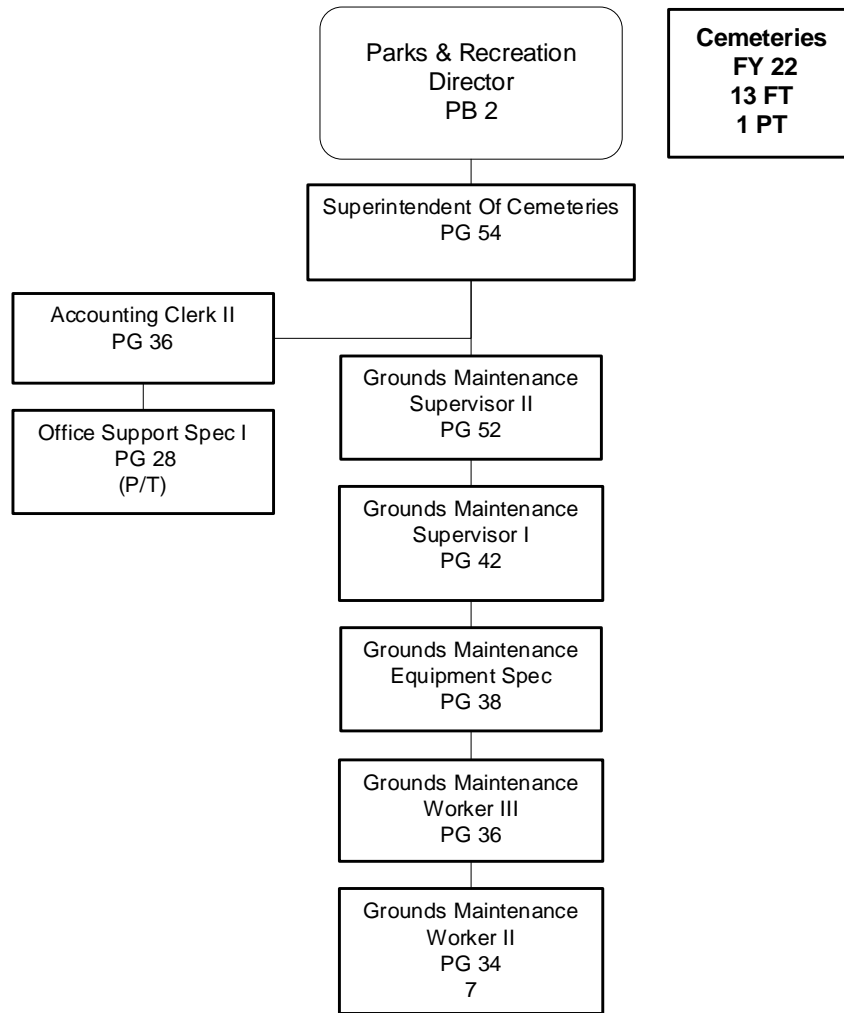 Parks & Recreation
Director
PB 2
Cemeteries
FY 22
13 FT
1 PT
Superintendent Of Cemeteries
PG 54
Accounting Clerk II
PG 36
Office Support Spec I
PG 28
(P/T)
Grounds Maintenance
Supervisor II
PG 52
Grounds Maintenance
Supervisor I
PG 42
Grounds Maintenance
Equipment Spec
PG 38
Grounds Maintenance
Worker III
PG 36
Grounds Maintenance
Worker II
PG 34
7